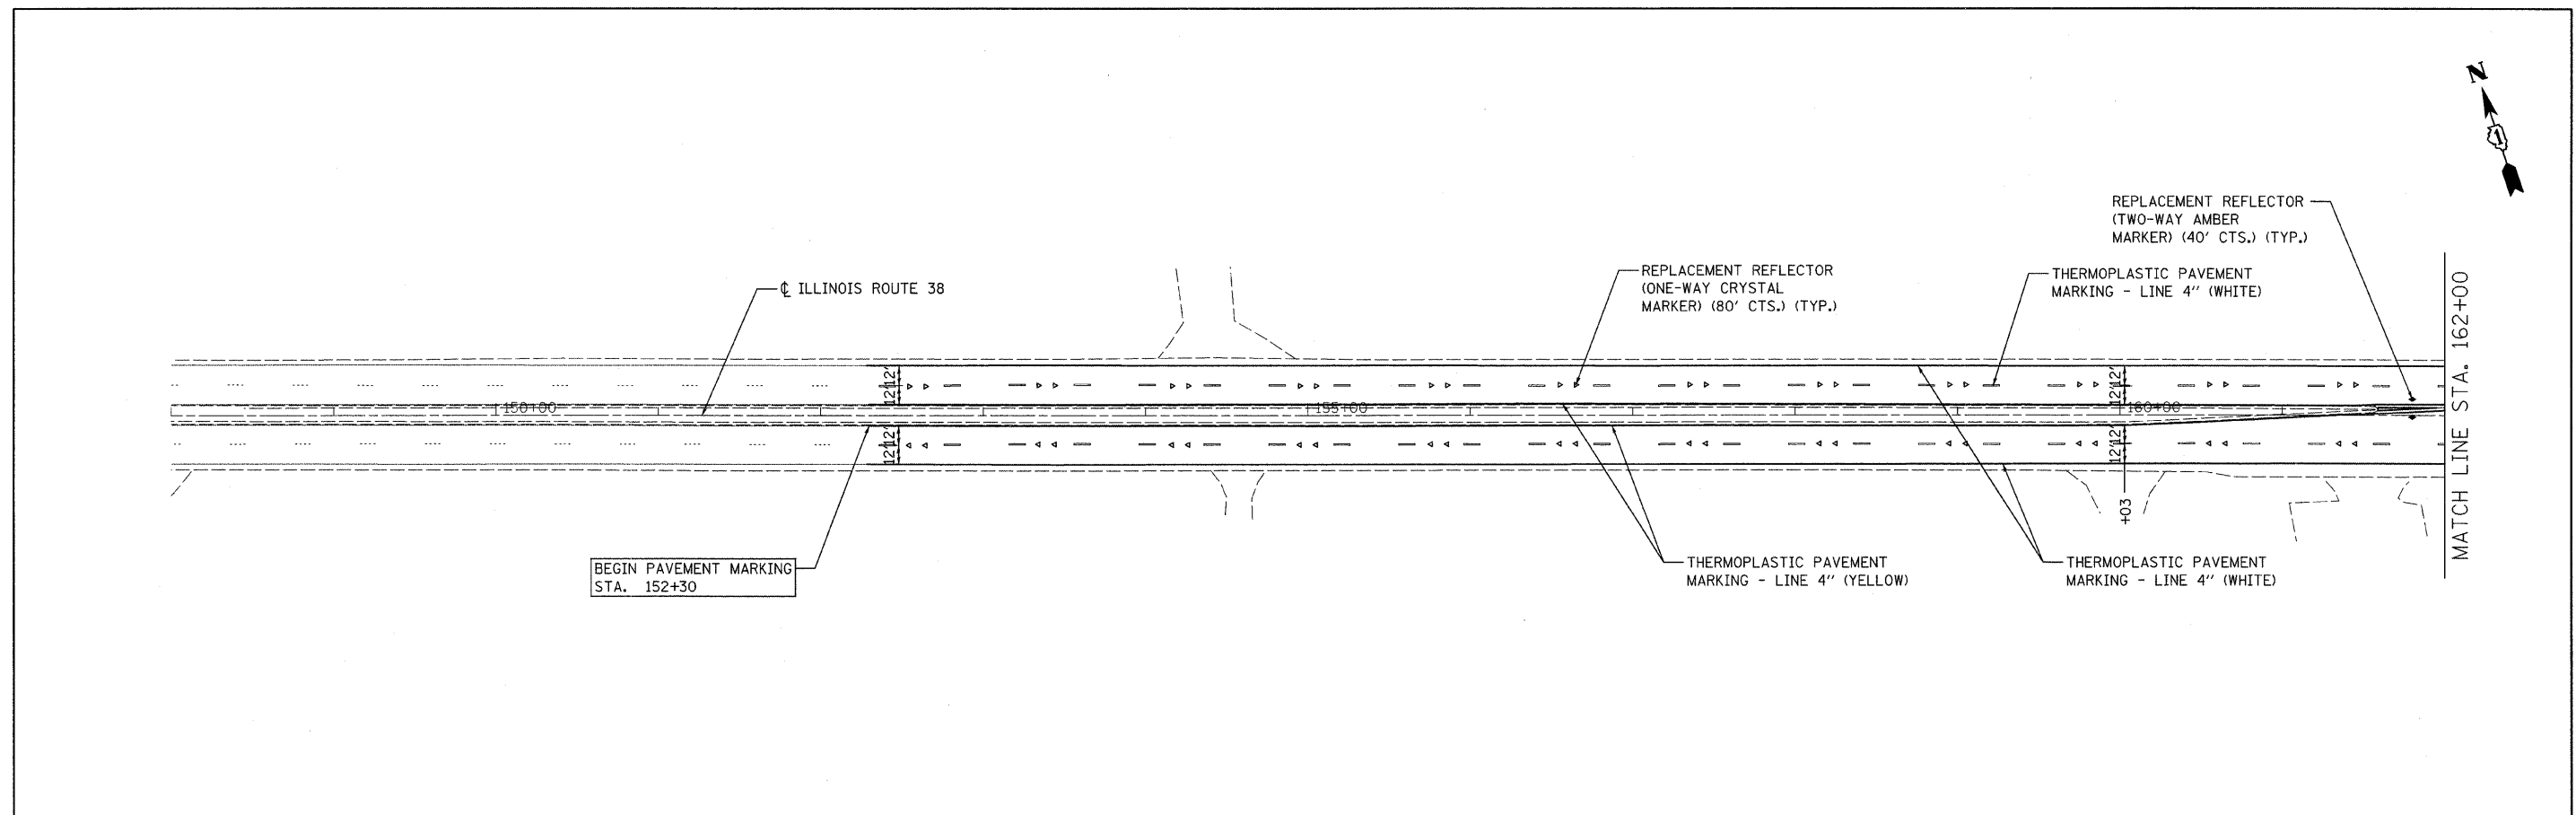 N
1
REPLACEMENT REFLECTOR
(TWO-WAY AMBER
MARKER) (40' CTS.) (TYP.)
REPLACEMENT REFLECTOR
(ONE-WAY CRYSTAL
MARKER) (80' CTS.) (TYP.)
THERMOPLASTIC PAVEMENT
MARKING - LINE 4" (WHITE)
℄ ILLINOIS ROUTE 38
MATCH LINE STA. 162+00
12'
12'
12'
12'
150+00
155+00
160+00
12'
12'
12'
12'
+03
BEGIN PAVEMENT MARKING
STA. 152+30
THERMOPLASTIC PAVEMENT
MARKING - LINE 4" (YELLOW)
THERMOPLASTIC PAVEMENT
MARKING - LINE 4" (WHITE)